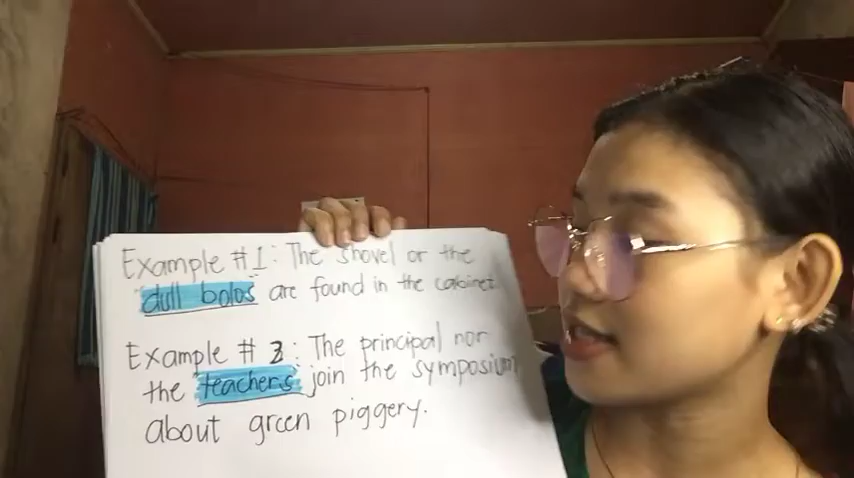 Example # 1: The shovel or the
dull bolos are found in the cabinet
Example # 2: The principal nor
the teachers join the symposium
about green piggery.